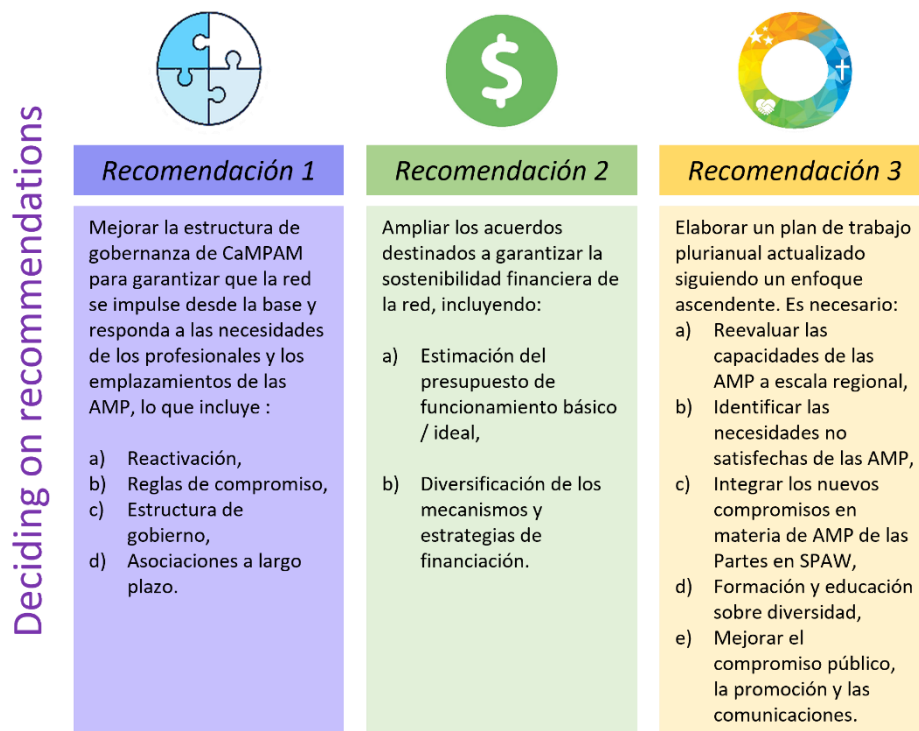 Deciding on recommendations
$
Recomendación 1
Mejorar la estructura de
gobernanza de CaMPAM
para garantizar que la red
se impulse desde la base y
responda a las necesidades
de los profesionales y los
emplazamientos de las
AMP, lo que incluye :
a) Reactivación,
b) Reglas de compromiso,
c) Estructura de
gobierno,
d) Asociaciones a largo
plazo.
Recomendación 2
Ampliar los acuerdos
destinados a garantizar la
sostenibilidad financiera de
la red, incluyendo:
a) Estimación del
presupuesto de
funcionamiento básico
/ ideal,
b) Diversificación de los
mecanismos y
estrategias de
financiación.
Recomendación 3
Elaborar un plan de trabajo
plurianual actualizado
siguiendo un enfoque
ascendente. Es necesario:
a) Reevaluar las
capacidades de las
AMP a escala regional,
b) Identificar las
necesidades no
satisfechas de las AMP,
c) Integrar los nuevos
compromisos en
materia de AMP de las
Partes en SPAW,
d) Formación y educación
sobre diversidad,
e) Mejorar el
compromiso público,
la promoción y las
comunicaciones.